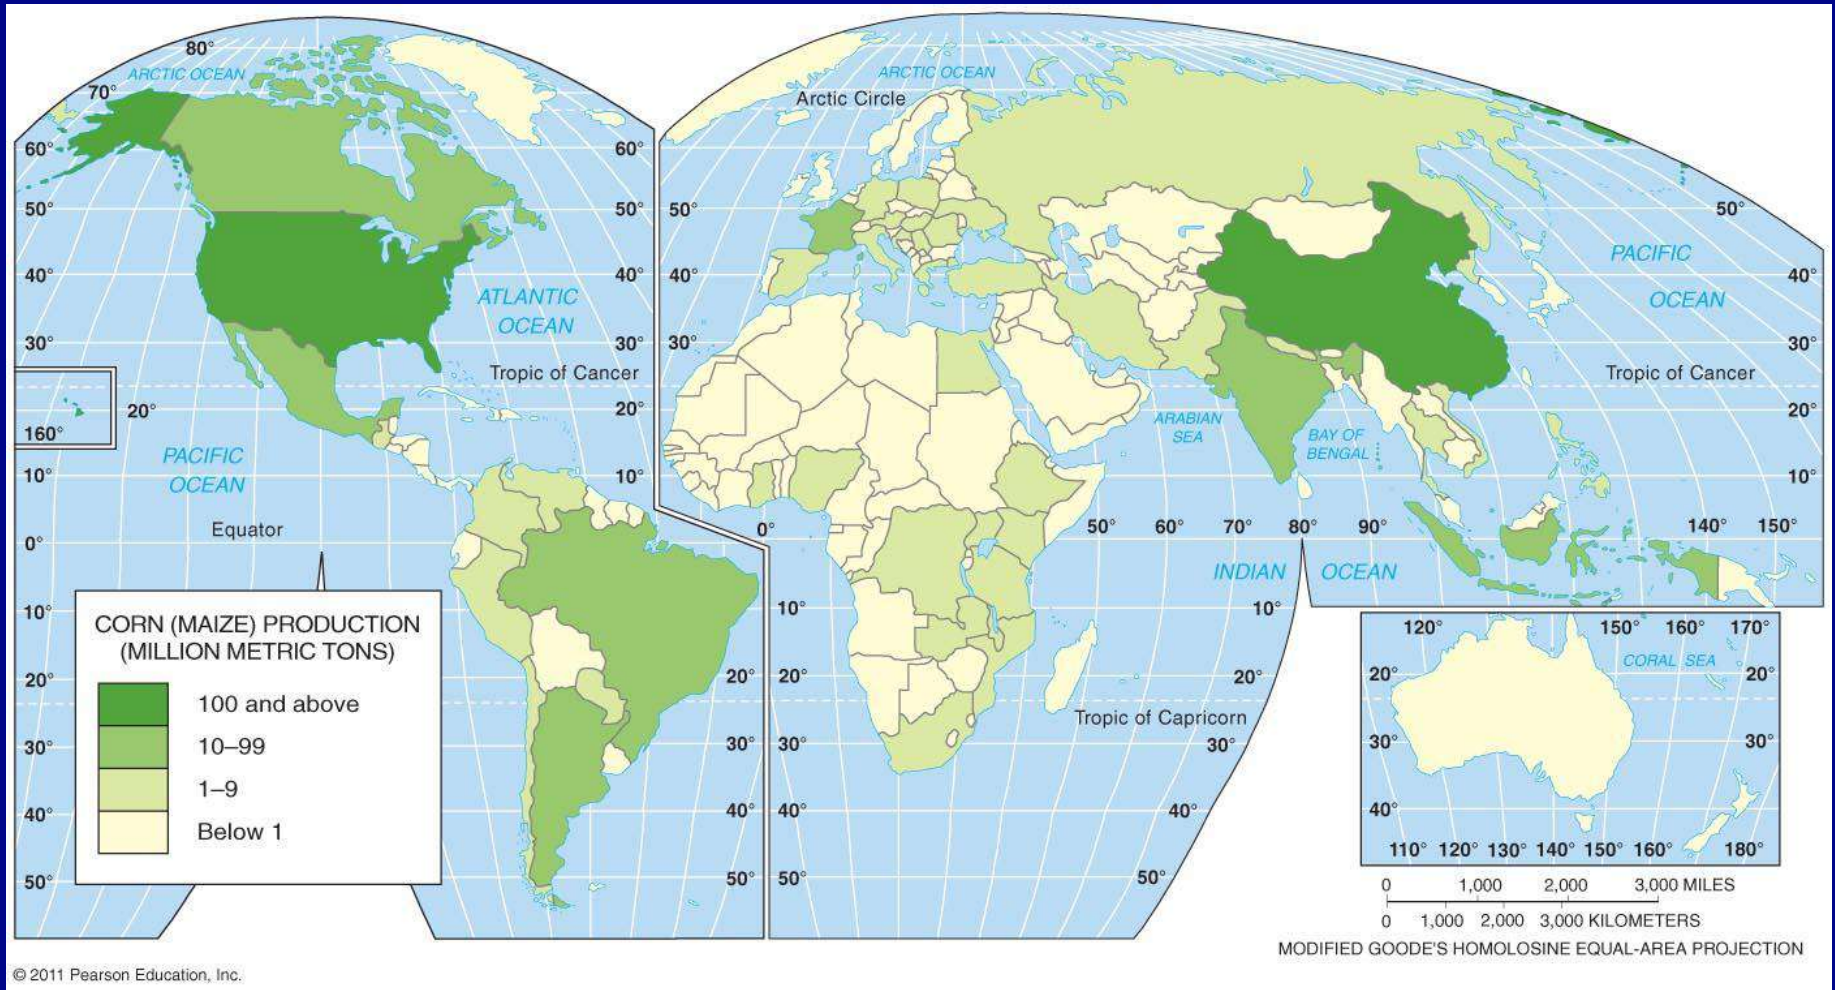 80°
ARCTIC OCEAN
70°
60°
60°
50°
50°
40°
40°
ATLANTIC
OCEAN
30°
30°
Tropic of Cancer
20°
20°
160°
PACIFIC
OCEAN
10°
10°
Equator
0°
10°
20°
20°
30°
30°
40°
40°
50°
50°
ARCTIC OCEAN
Arctic Circle
50°
50°
PACIFIC
OCEAN
40°
40°
30°
30°
Tropic of Cancer
20°
ARABIAN
SEA
BAY OF
BENGAL
10°
0°
50°
60°
70°
80°
90°
140°
150°
INDIAN
OCEAN
10°
10°
20°
20°
Tropic of Capricorn
30°
30°
40°
40°
50°
50°
120°
150°
160°
170°
CORAL SEA
20°
20°
30°
30°
40°
110°
120°
130°
140°
150°
160°
180°
CORN (MAIZE) PRODUCTION
(MILLION METRIC TONS)
100 and above
10–99
1–9
Below 1
0 1,000 2,000 3,000 MILES
0 1,000 2,000 3,000 KILOMETERS
MODIFIED GOODE'S HOMOLOSINE EQUAL-AREA PROJECTION
© 2011 Pearson Education, Inc.